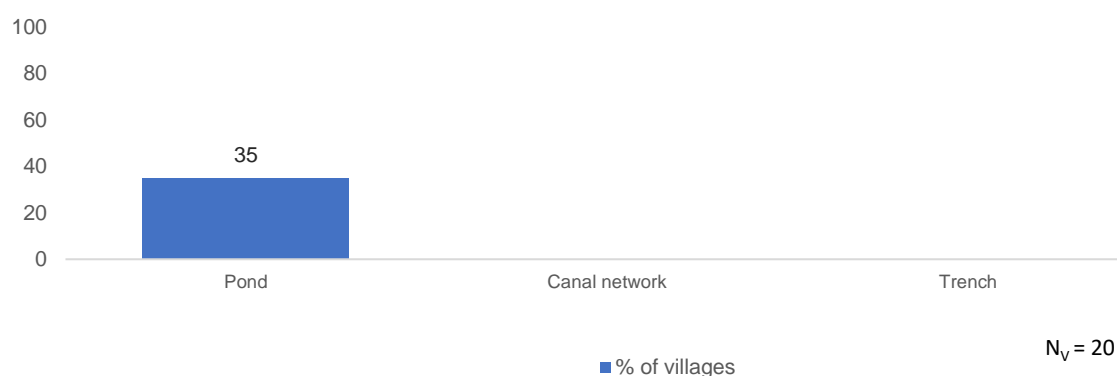 100
80
60
40
20
0
35
Pond Canal network Trench
N_V = 20
% of villages